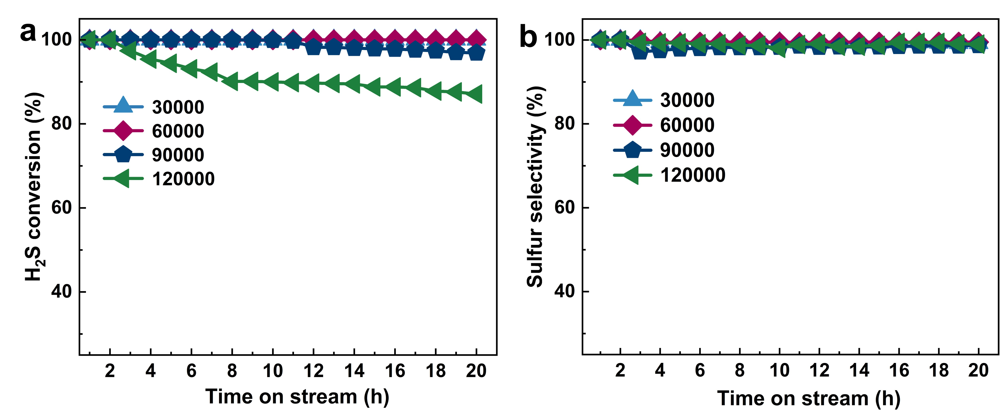 a
H₂S conversion (%)
100
80
60
40
30000
60000
90000
120000
2 4 6 8 10 12 14 16 18 20
Time on stream (h)
b
Sulfur selectivity (%)
100
80
60
40
30000
60000
90000
120000
2 4 6 8 10 12 14 16 18 20
Time on stream (h)